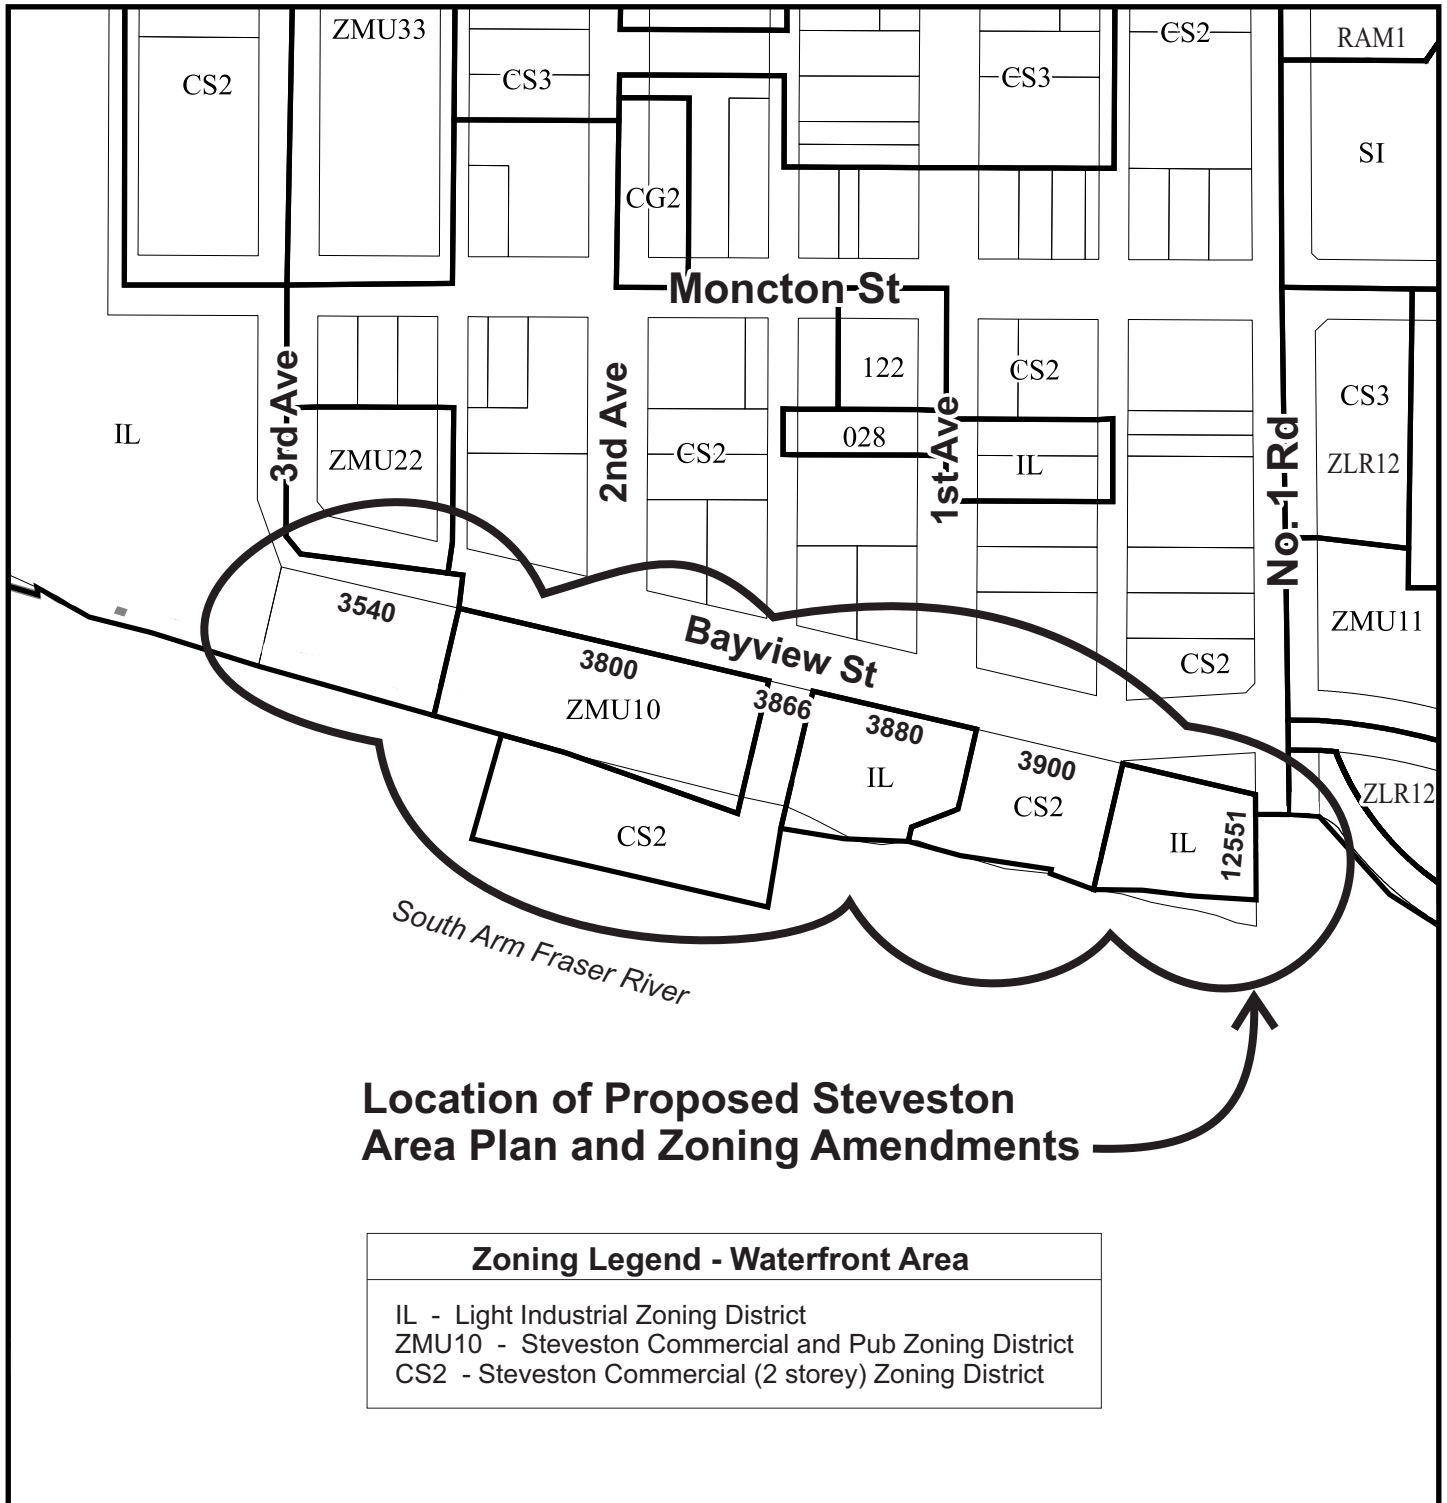 ZMU33
CS2
RAM1
CS2
CS3
CS3
SI
CG2
Moncton St
122
CS2
CS3
3rd Ave
2nd Ave
1st Ave
No. 1 Rd
IL
ZMU22
CS2
028
IL
ZLR12
3540
Bayview St
ZMU11
3800
CS2
ZMU10
3866
3880
3900
IL
CS2
ZLR12
CS2
IL
12551
South Arm Fraser River
Location of Proposed Steveston
Area Plan and Zoning Amendments
Zoning Legend - Waterfront Area
IL - Light Industrial Zoning District
ZMU10 - Steveston Commercial and Pub Zoning District
CS2 - Steveston Commercial (2 storey) Zoning District